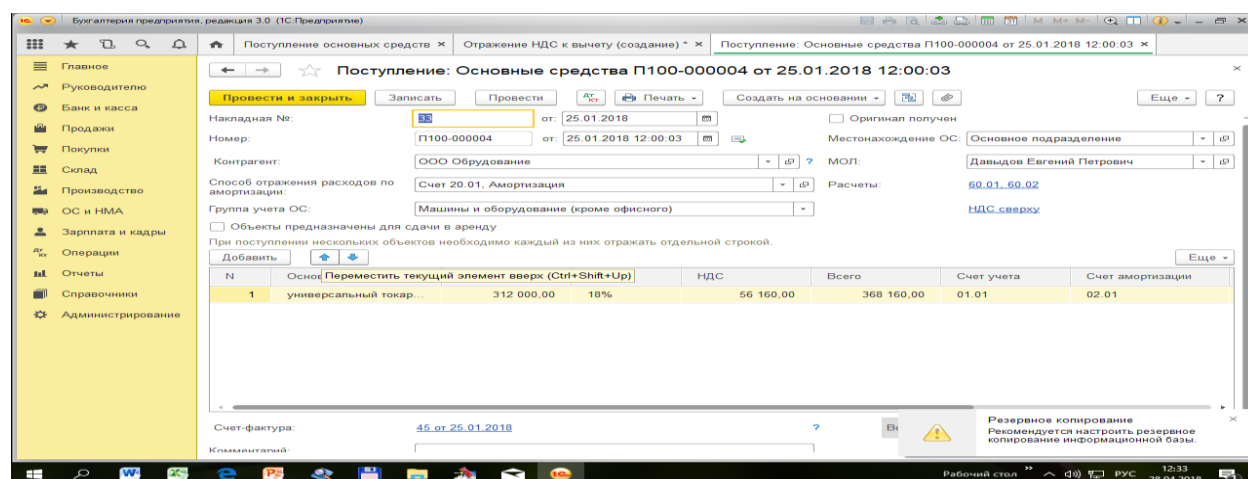 Бухгалтерия предприятия, редакция 3.0 (1С:Предприятие) M M+ M-
Поступление основных средств × Отражение НДС к вычету (создание) * × Поступление: Основные средства П100-000004 от 25.01.2018 12:00:03 ×
Главное
Руководителю
Банк и касса
Продажи
Покупки
Склад
Производство
ОС и НМА
Зарплата и кадры
Операции
Отчеты
Справочники
Администрирование
Поступление: Основные средства П100-000004 от 25.01.2018 12:00:03
Провести и закрыть Записать Провести Дт Кт Печать Создать на основании Еще ?
Накладная №: 33 от: 25.01.2018 Оригинал получен
Номер: П100-000004 от: 25.01.2018 12:00:03 Местонахождение ОС: Основное подразделение
Контрагент: ООО Обрудование ? МОЛ: Давыдов Евгений Петрович
Способ отражения расходов по амортизации: Счет 20.01, Амортизация Расчеты: 60.01, 60.02
Группа учета ОС: Машины и оборудование (кроме офисного) НДС сверху
Объекты предназначены для сдачи в аренду
При поступлении нескольких объектов необходимо каждый из них отражать отдельной строкой.
Добавить Еще
N Основ Переместить текущий элемент вверх (Ctrl+Shift+Up) НДС Всего Счет учета Счет амортизации
1 универсальный токар... 312 000,00 18% 56 160,00 368 160,00 01.01 02.01
Счет-фактура: 45 от 25.01.2018 ?
Комментарий:
Резервное копирование
Рекомендуется настроить резервное
копирование информационной базы.
Рабочий стол РУС 12:33
28.04.2018